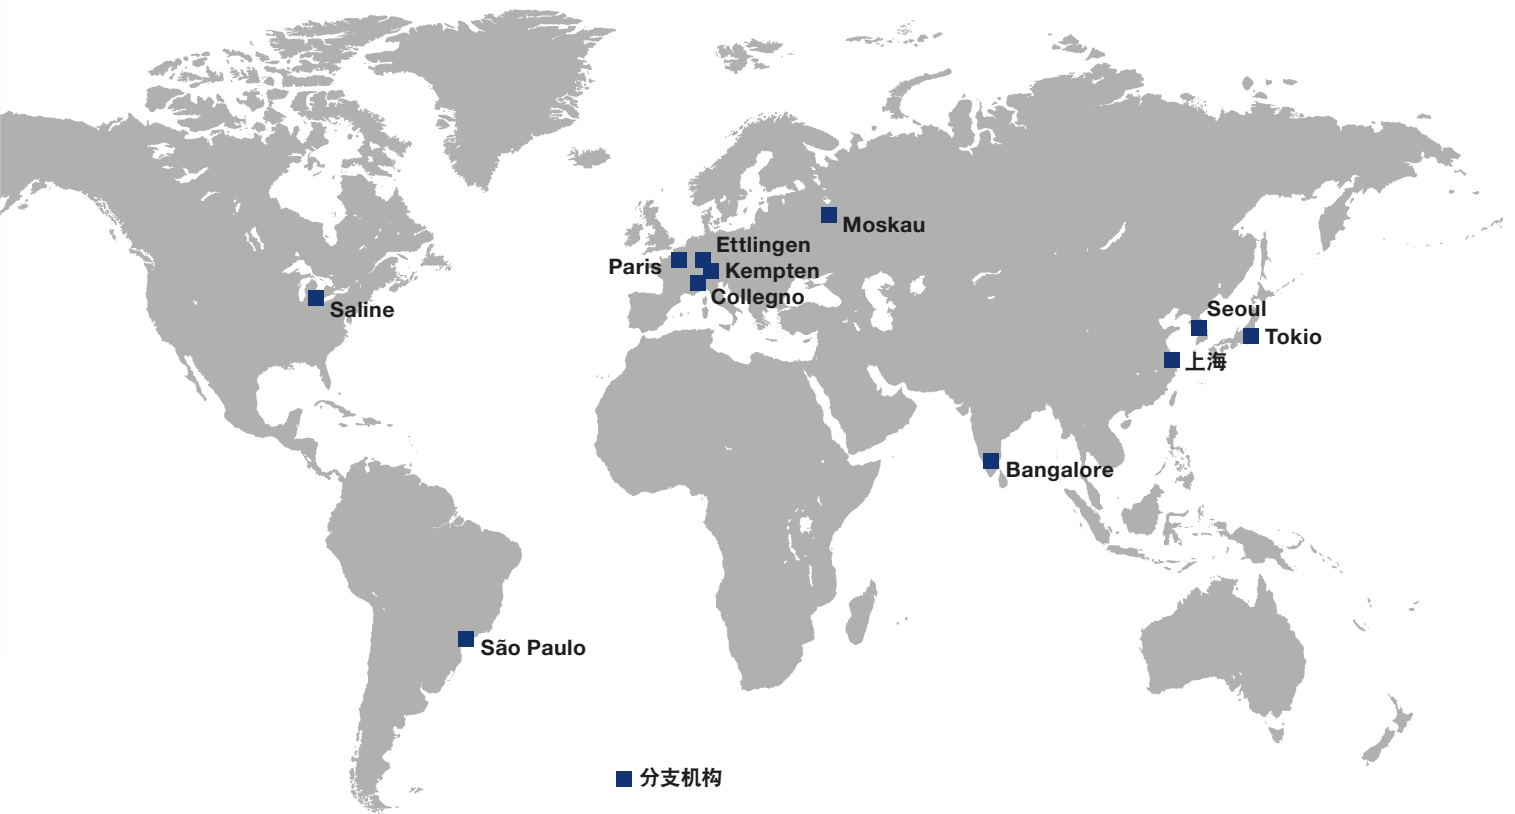 Moskau
Ettlingen
Paris
Kempten
Collegno
Saline
Seoul
Tokio
上海
Bangalore
São Paulo
分支机构